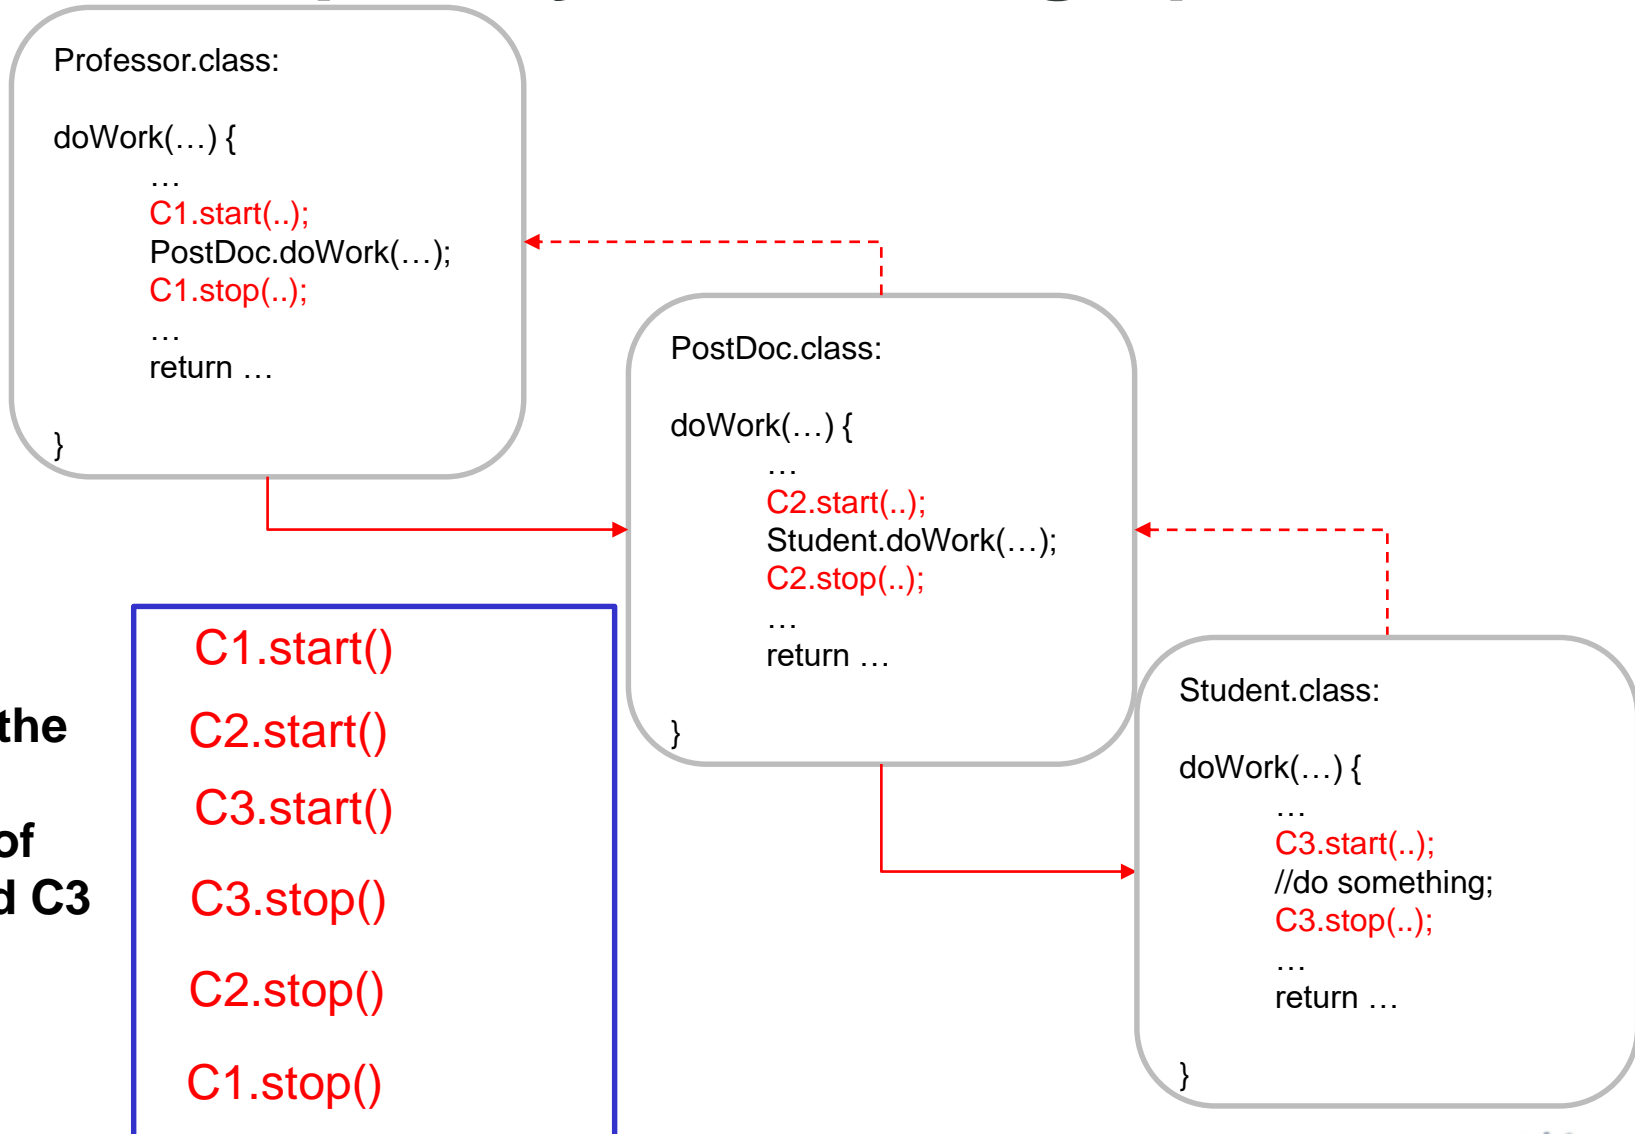 Professor.class:
doWork(…) {
…
C1.start(..);
PostDoc.doWork(…);
C1.stop(..);
…
return …
}
PostDoc.class:
doWork(…) {
…
C2.start(..);
Student.doWork(…);
C2.stop(..);
…
return …
}
Student.class:
doWork(…) {
…
C3.start(..);
//do something;
C3.stop(..);
…
return …
}
the
of
C3
C1.start()
C2.start()
C3.start()
C3.stop()
C2.stop()
C1.stop()